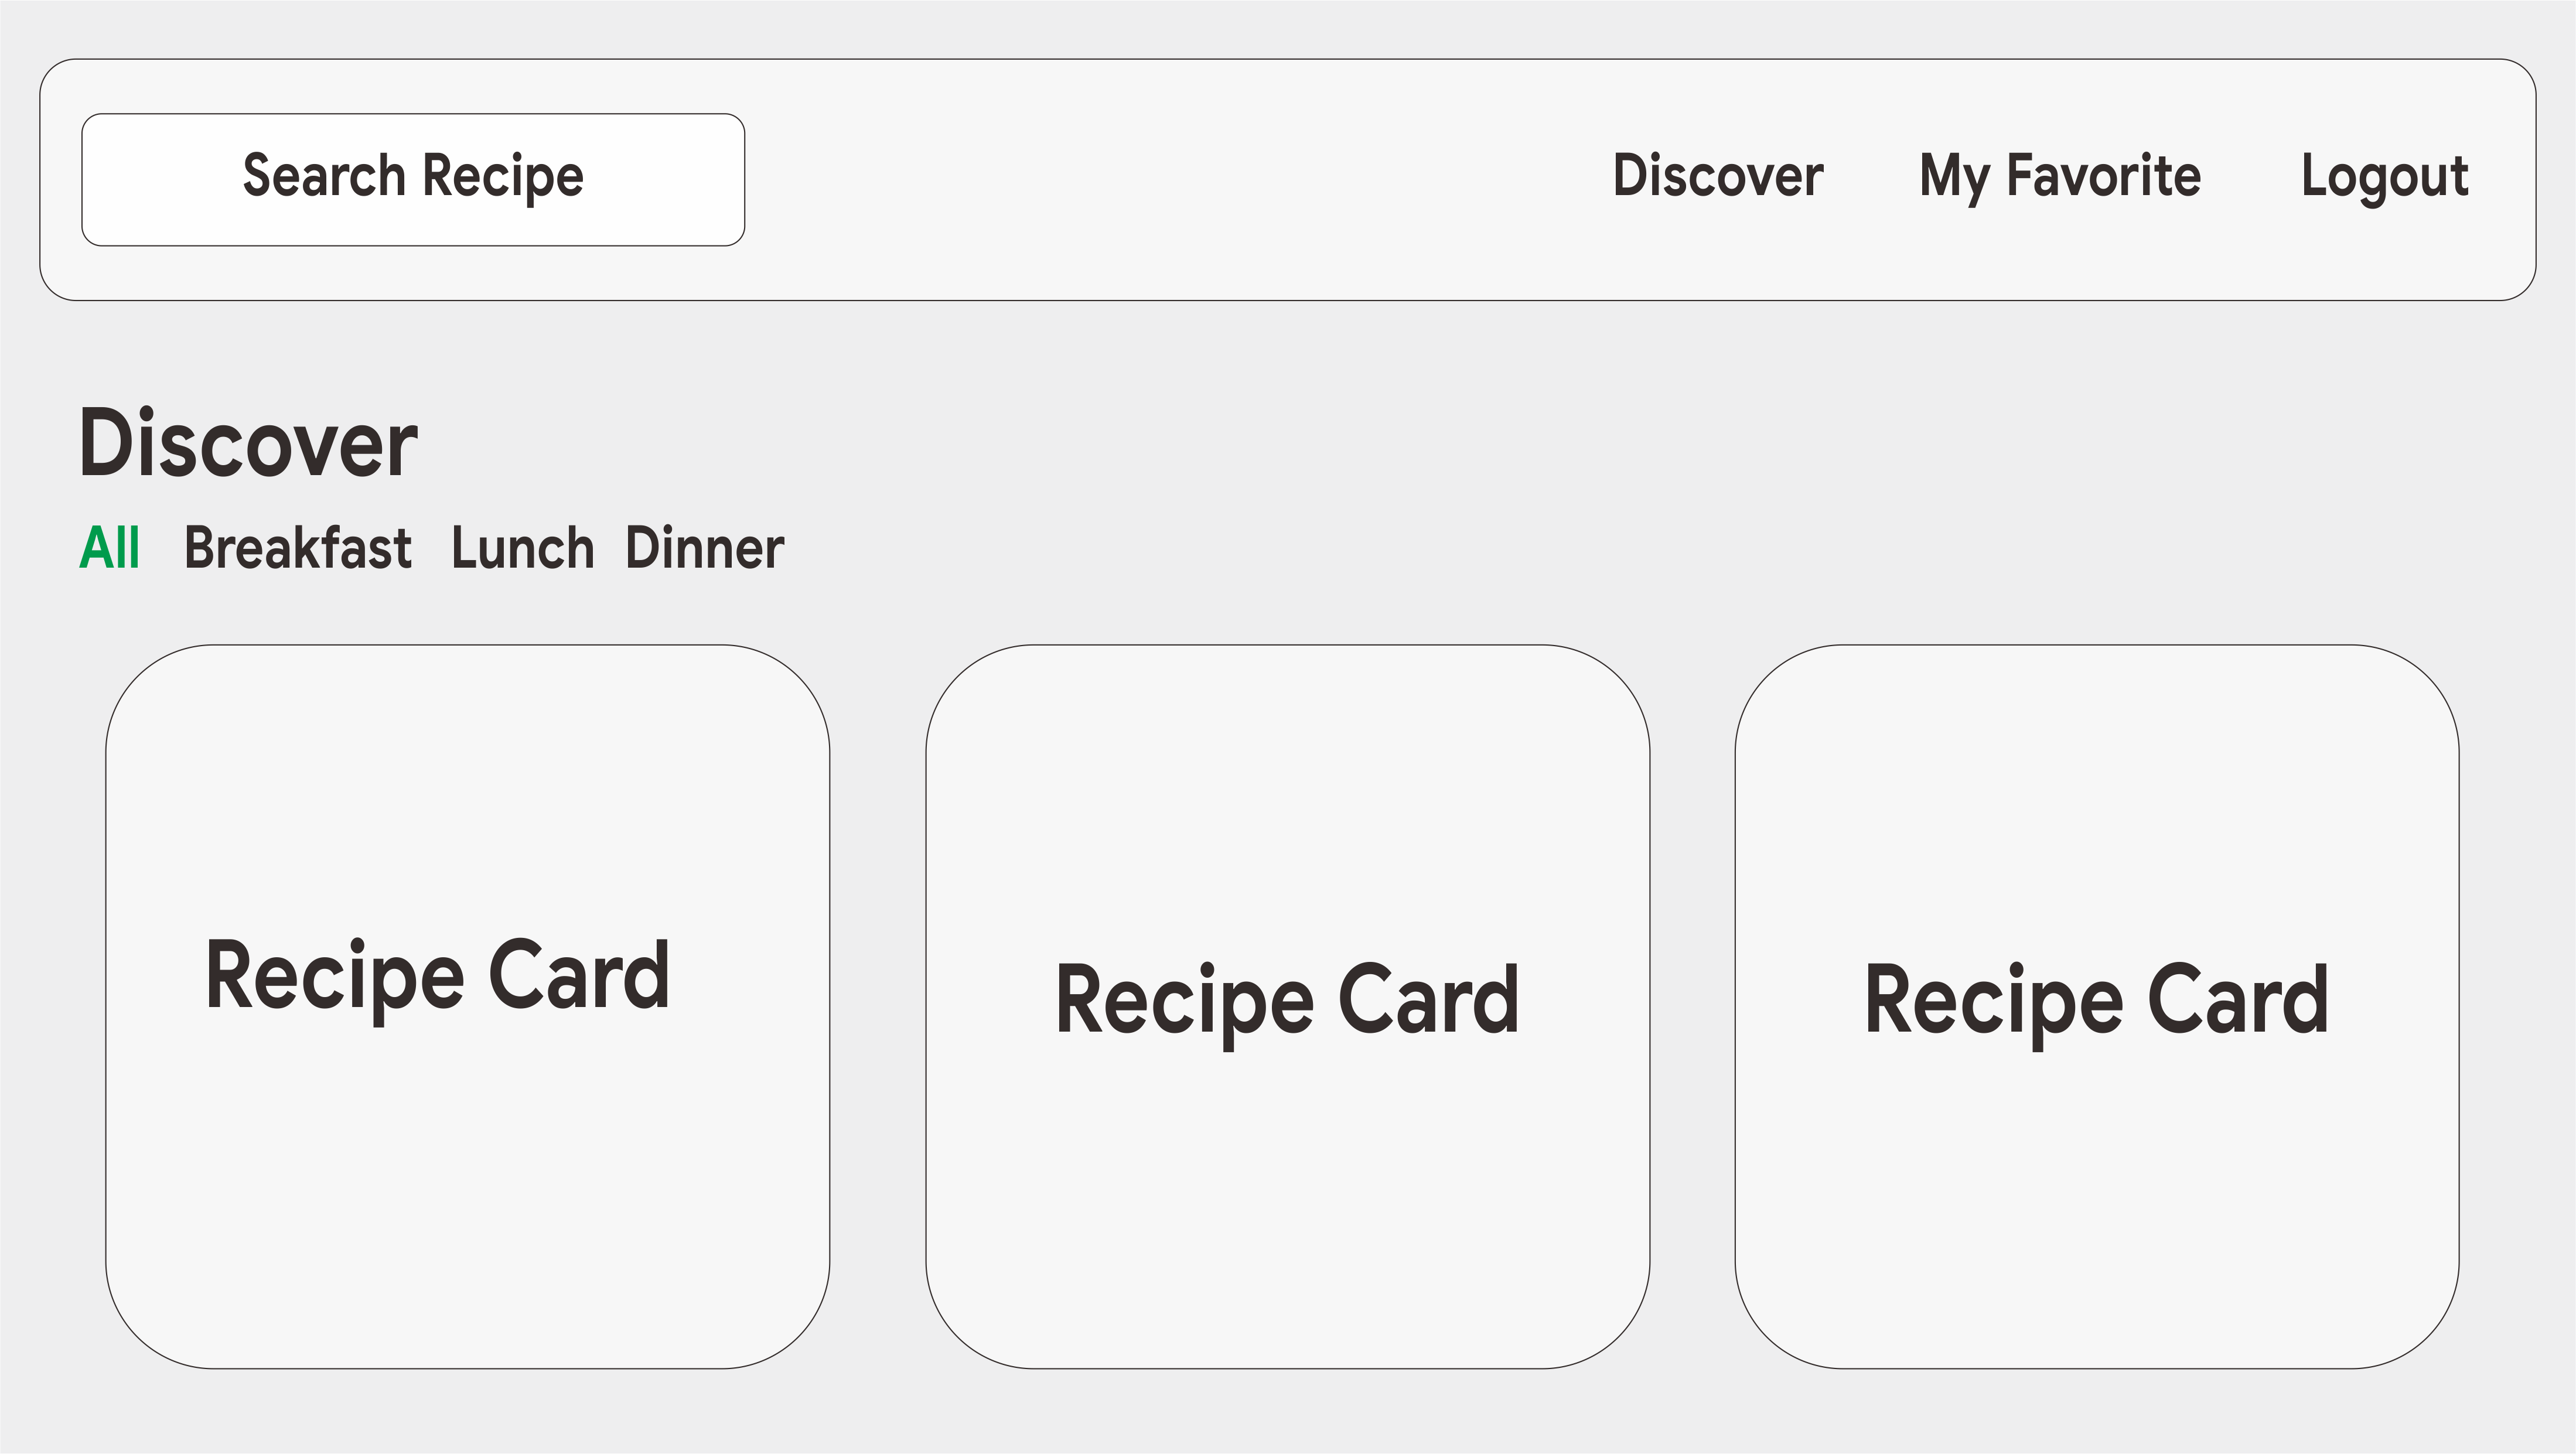 Search Recipe Discover My Favorite Logout
Discover
All Breakfast Lunch Dinner
Recipe Card Recipe Card Recipe Card